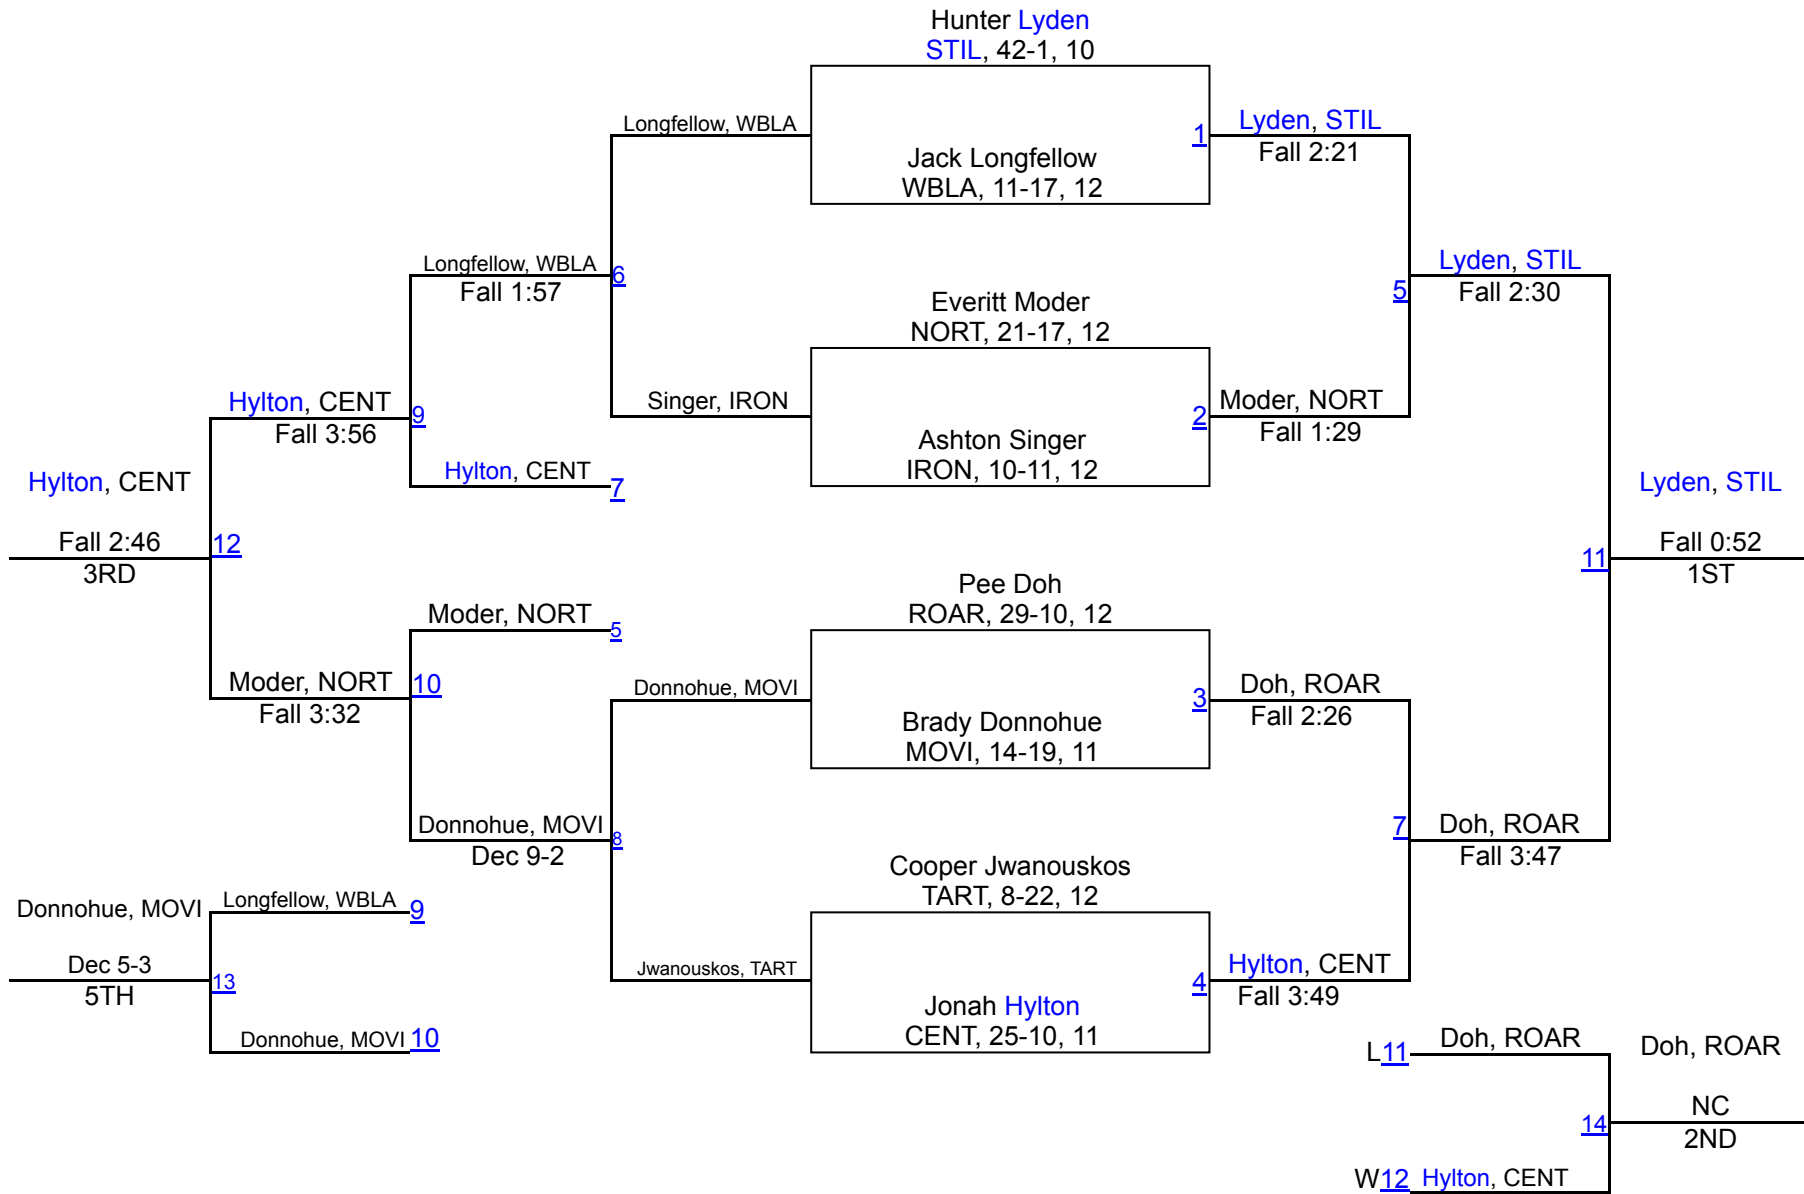 Hunter Lyden
STIL, 42-1, 10
Longfellow, WBLA
1
Lyden, STIL
Fall 2:21
Jack Longfellow
WBLA, 11-17, 12
Longfellow, WBLA
Fall 1:57
6
Lyden, STIL
Fall 2:30
5
Everitt Moder
NORT, 21-17, 12
Hylton, CENT
Fall 3:56
9
Singer, IRON
2
Moder, NORT
Fall 1:29
Ashton Singer
IRON, 10-11, 12
Hylton, CENT
7
Hylton, CENT
Fall 2:46
3RD
12
Lyden, STIL
Fall 0:52
1ST
11
Pee Doh
ROAR, 29-10, 12
Moder, NORT
5
Moder, NORT
Fall 3:32
10
Donnohue, MOVI
3
Doh, ROAR
Fall 2:26
Brady Donnohue
MOVI, 14-19, 11
Donnohue, MOVI
Dec 9-2
8
7
Doh, ROAR
Fall 3:47
Cooper Jwanouskos
TART, 8-22, 12
Donnohue, MOVI
Longfellow, WBLA
9
Dec 5-3
5TH
13
Jwanouskos, TART
4
Hylton, CENT
Fall 3:49
Jonah Hylton
CENT, 25-10, 11
Donnohue, MOVI
10
L11
Doh, ROAR
Doh, ROAR
NC
2ND
14
W12
Hylton, CENT